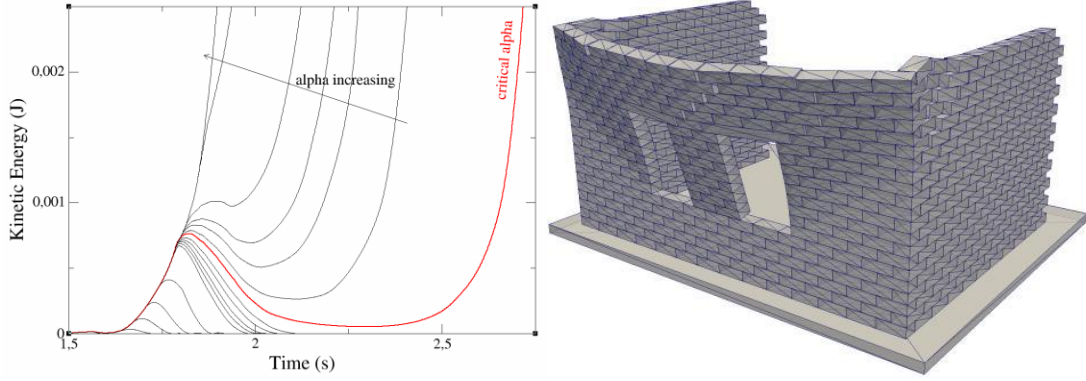 0,002
alpha increasing
critical alpha
Kinetic Energy (J)
0,001
0
1,5
2
2,5
Time (s)